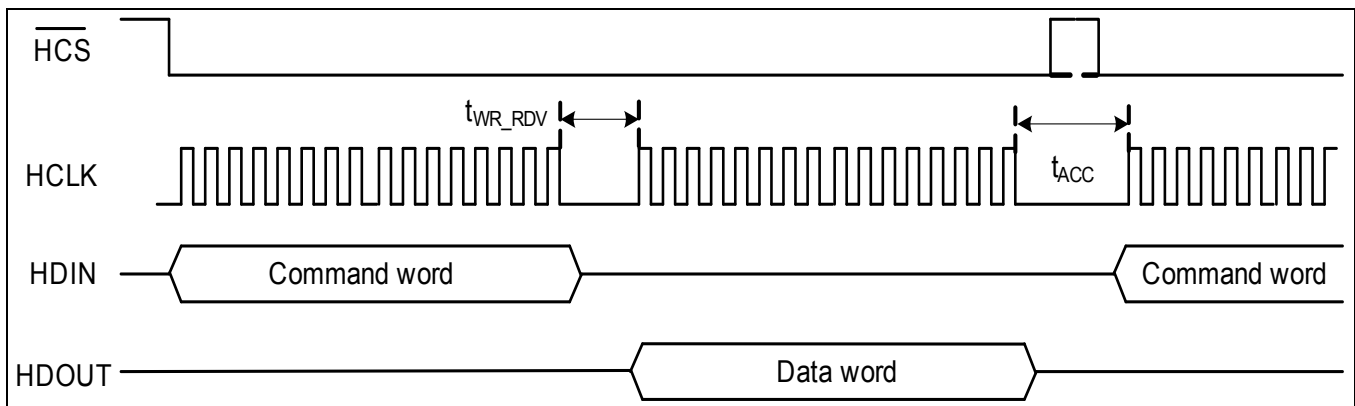 HCS
tWR_RDV
HCLK
tACC
HDIN
Command word
Command word
HDOUT
Data word